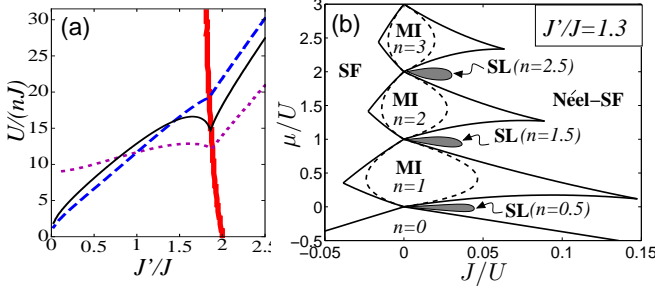 (a)
U/(nJ)
30
25
20
15
10
5
0
0
0.5
1
1.5
2
2.5
J'/J
(b)
J'/J=1.3
μ/U
3
2.5
2
1.5
1
0.5
0
−0.5
MI
n=3
SF
SL(n=2.5)
MI
n=2
Néel−SF
SL(n=1.5)
MI
n=1
SL(n=0.5)
n=0
−0.05
0
0.05
0.1
0.15
J/U